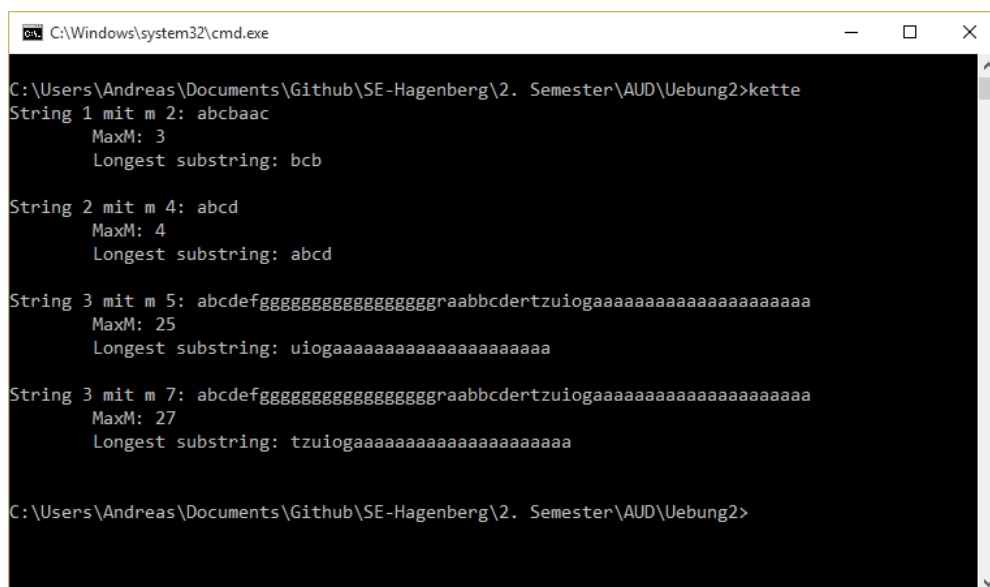 C:\Windows\system32\cmd.exe
C:\Users\Andreas\Documents\Github\SE-Hagenberg\2. Semester\AUD\Uebung2>kette
String 1 mit m 2: abcbaac
MaxM: 3
Longest substring: bcb
String 2 mit m 4: abcd
MaxM: 4
Longest substring: abcd
String 3 mit m 5: abcdefgggggggggggggggggraabbcdertzuiogaaaaaaaaaaaaaaaaaaaaa
MaxM: 25
Longest substring: uiogaaaaaaaaaaaaaaaaaaaaa
String 3 mit m 7: abcdefgggggggggggggggggraabbcdertzuiogaaaaaaaaaaaaaaaaaaaaa
MaxM: 27
Longest substring: tzuiogaaaaaaaaaaaaaaaaaaaaa
C:\Users\Andreas\Documents\Github\SE-Hagenberg\2. Semester\AUD\Uebung2>